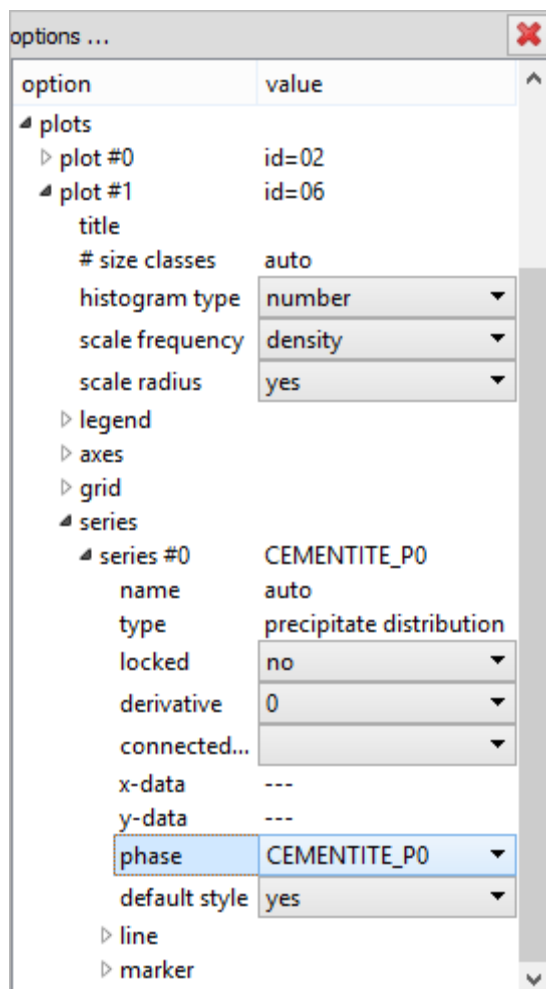 options ...
option value
plots
plot #0 id=02
plot #1 id=06
title
# size classes auto
histogram type number
scale frequency density
scale radius yes
legend
axes
grid
series
series #0 CEMENTITE_P0
name auto
type precipitate distribution
locked no
derivative 0
connected...
x-data ---
y-data ---
phase CEMENTITE_P0
default style yes
line
marker